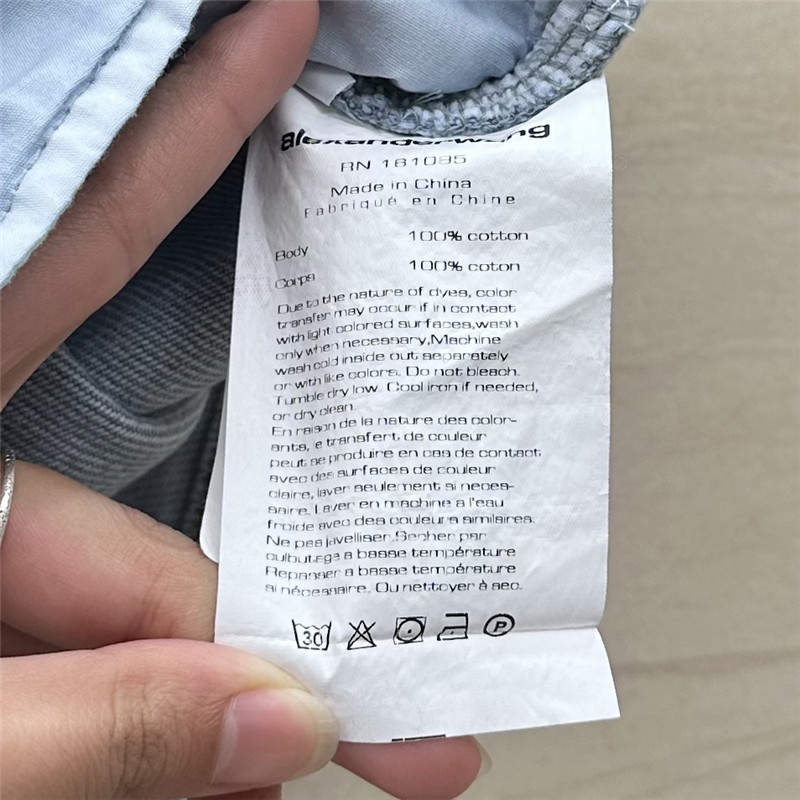 alexanderwang
RN 161085
Made in China
Fabriqué en Chine
100% cotton
Body
100% coton
Corps
Due to the nature of dyes, color
transfer may occur if in contact
with light colored surfaces,wash
only when necessary,Machine
wash cold inside out separately
or with like colors. Do not bleach.
Tumble dry low. Cool iron if needed,
or dry clean.
En raison de la nature des color-
ants, le transfert de couleur
peut se produire en cas de contact
avec des surfaces de couleur
claire, laver seulement si neces-
saire. Laver en machine a l'eau
froide avec des couleurs similaires.
Ne pas javelliser.Secher par
culbutage a basse température
Repasser a basse température
si nécessaire. Ou nettoyer à sec.
30 P